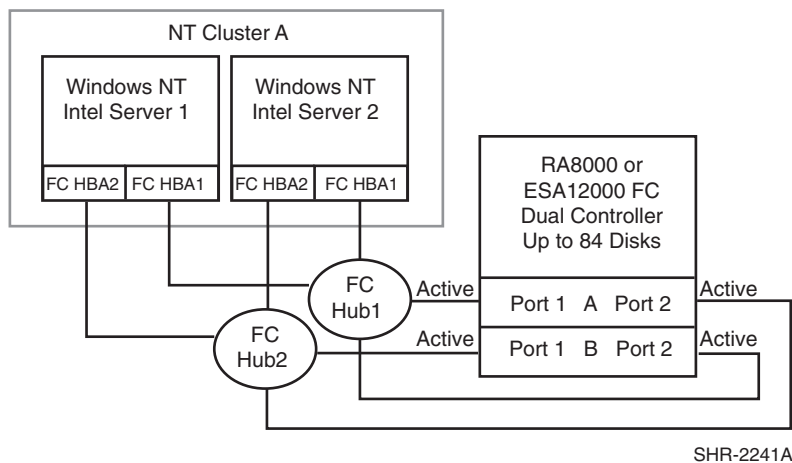 NT Cluster A
Windows NT
Intel Server 1
Windows NT
Intel Server 2
FC HBA2
FC HBA1
FC HBA2
FC HBA1
RA8000 or
ESA12000 FC
Dual Controller
Up to 84 Disks
FC
Hub1
Active
Port 1 A Port 2
Active
FC
Hub2
Active
Port 1 B Port 2
Active
SHR-2241A